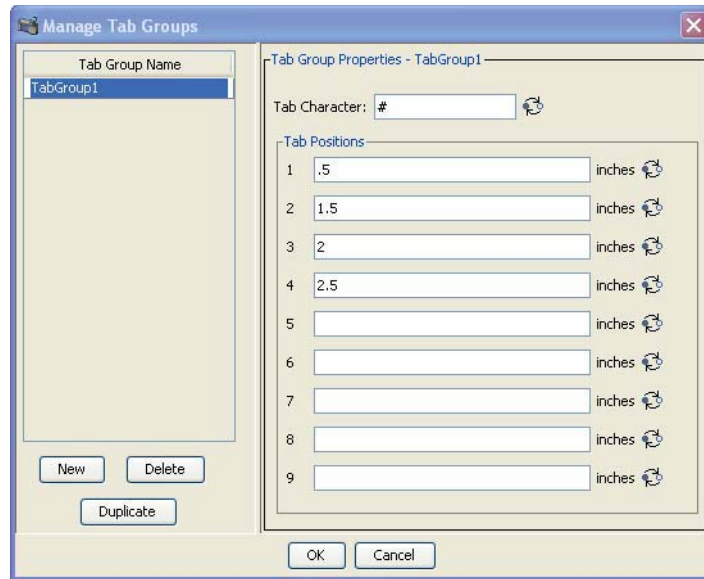 Manage Tab Groups
Tab Group Name
TabGroup1
New
Delete
Duplicate
Tab Group Properties - TabGroup1
Tab Character: #
Tab Positions
1 .5 inches
2 1.5 inches
3 2 inches
4 2.5 inches
5 inches
6 inches
7 inches
8 inches
9 inches
OK
Cancel